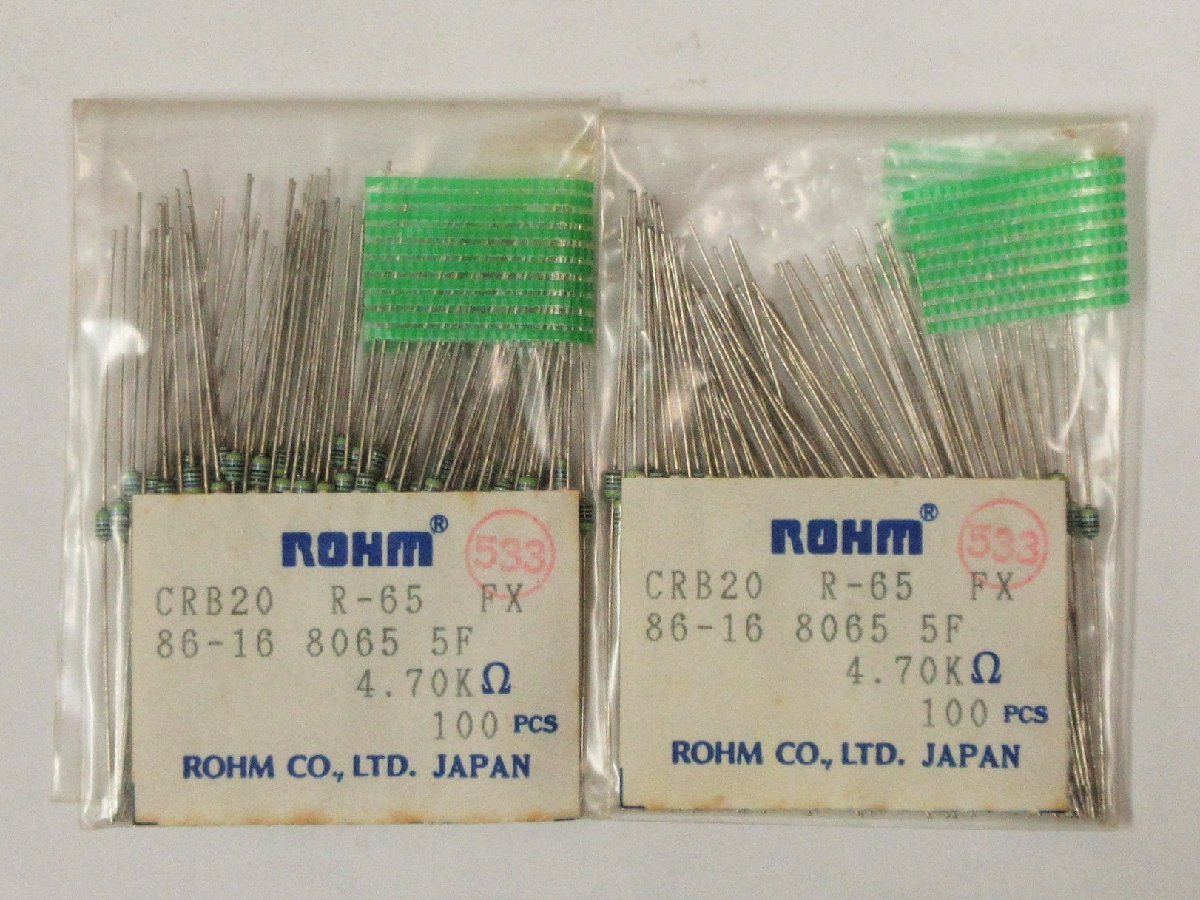 ROHM® 533
CRB20 R-65 FX
86-16 8065 5F
4.70KΩ
100 PCS
ROHM CO., LTD. JAPAN
ROHM® 533
CRB20 R-65 FX
86-16 8065 5F
4.70KΩ
100 PCS
ROHM CO., LTD. JAPAN